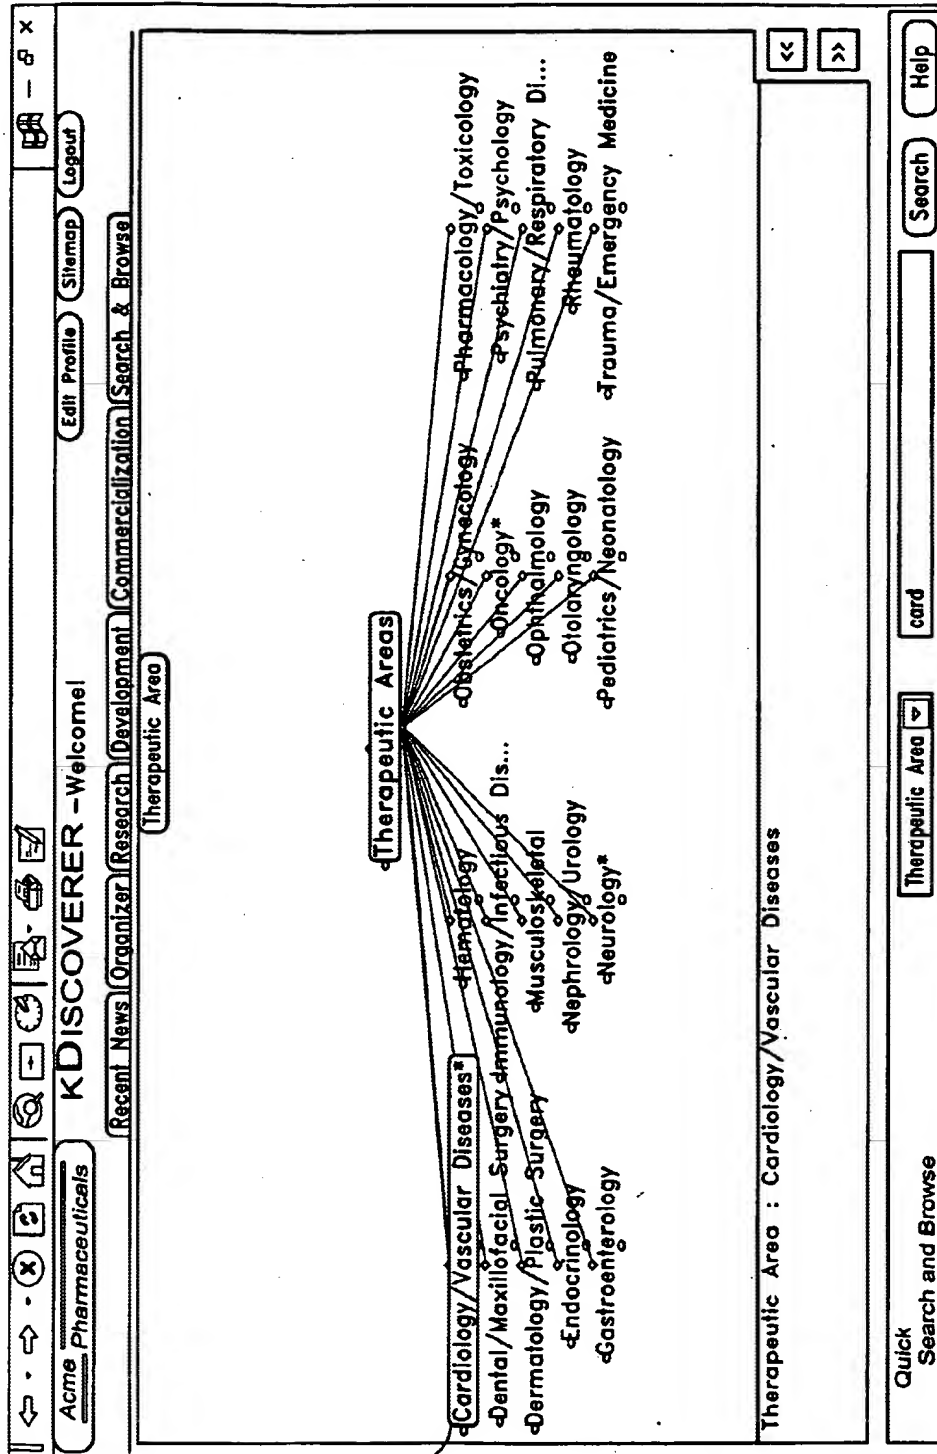 Acme
Pharmaceuticals
KDISCOVERER -Welcome!
Edit Profile
Sitemap
Logout
Recent News
Organizer
Research
Development
Commercialization
Search & Browse
Therapeutic Area
Therapeutic Areas
Cardiology/Vascular Diseases*
Dental/Maxillofacial Surgery
Dermatology/Plastic Surgery
Endocrinology
Gastroenterology
Hematology
Immunology/Infectious Dis...
Musculoskeletal
Nephrology/Urology
Neurology*
Obstetrics/Gynecology
Oncology*
Ophthalmology
Otolaryngology
Pediatrics/Neonatology
Pharmacology/Toxicology
Psychiatry/Psychology
Pulmonary/Respiratory Di...
Rheumatology
Trauma/Emergency Medicine
Therapeutic Area : Cardiology/Vascular Diseases
<<
>>
Quick
Search and Browse
Therapeutic Area
card
Search
Help